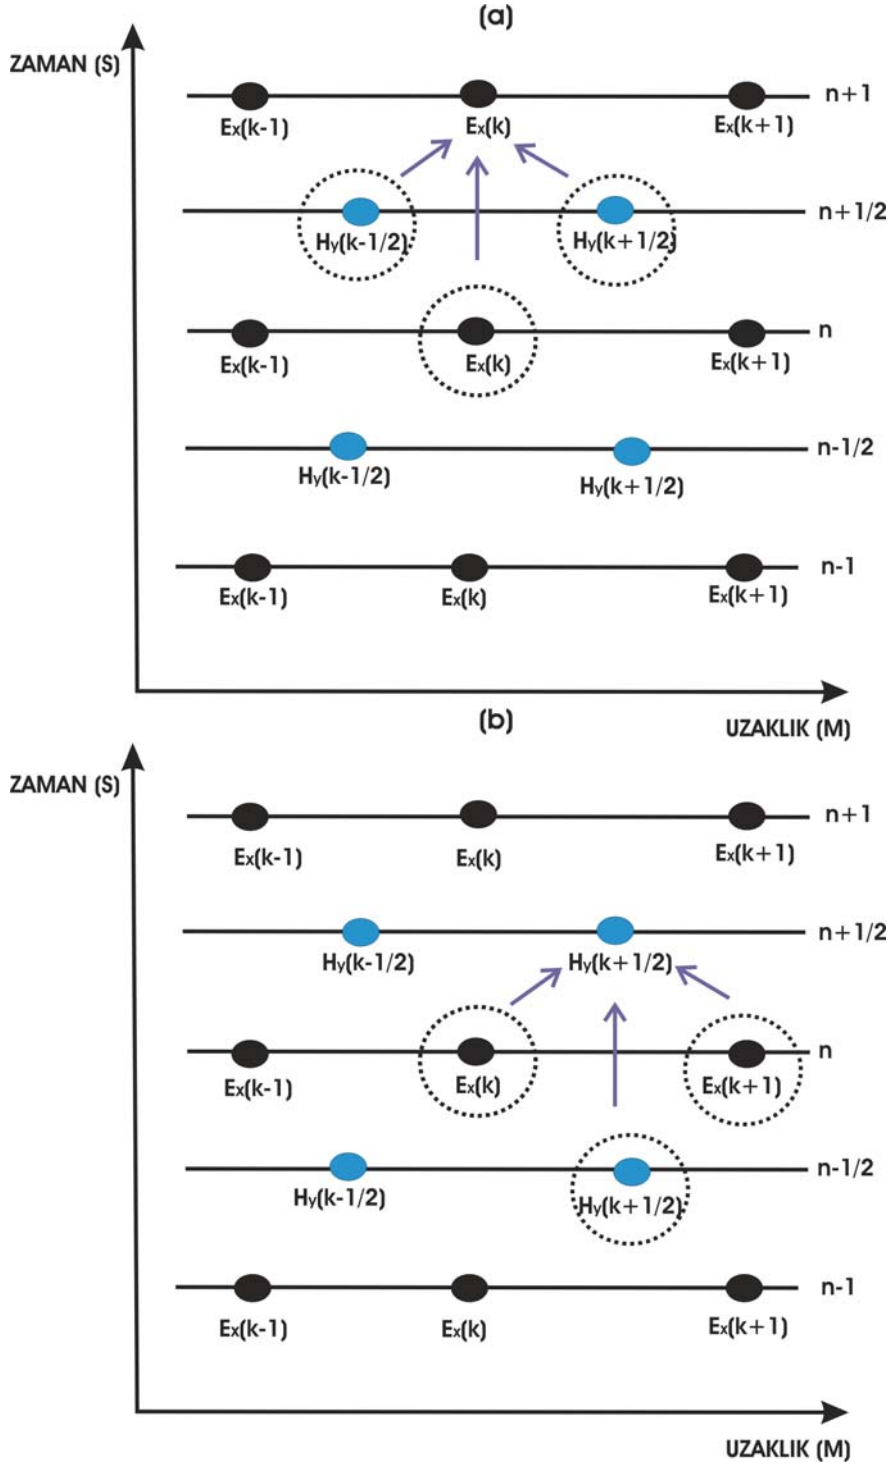 (a)
ZAMAN (S)
n+1
Ex(k-1) Ex(k) Ex(k+1)
n+1/2
Hy(k-1/2) Hy(k+1/2)
n
Ex(k-1) Ex(k) Ex(k+1)
n-1/2
Hy(k-1/2) Hy(k+1/2)
n-1
Ex(k-1) Ex(k) Ex(k+1)
UZAKLIK (M)
(b)
ZAMAN (S)
n+1
Ex(k-1) Ex(k) Ex(k+1)
n+1/2
Hy(k-1/2) Hy(k+1/2)
n
Ex(k-1) Ex(k) Ex(k+1)
n-1/2
Hy(k-1/2) Hy(k+1/2)
n-1
Ex(k-1) Ex(k) Ex(k+1)
UZAKLIK (M)